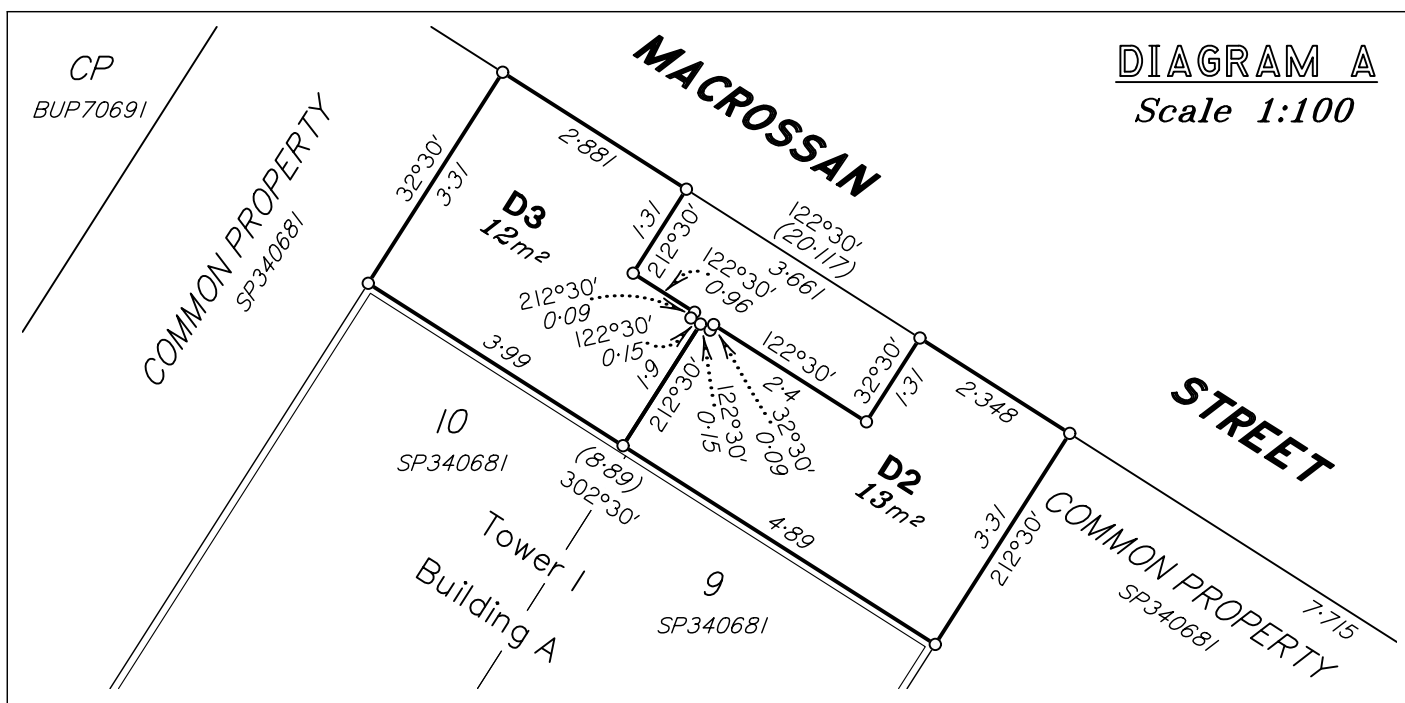 DIAGRAM A
Scale 1:100
CP
BUP70691
COMMON PROPERTY
SP340681
MACROSSAN
STREET
32°30'
3·31
2·881
D3
12m²
1·31
212°30'
122°30'
(20·117)
3·661
122°30'
0·96
212°30'
0·09
122°30'
0·15
1·9
212°30'
122°30'
0·15
32°30'
0·09
122°30'
2·4
32°30'
1·31
2·348
D2
13m²
3·31
212°30'
3·99
(8·89)
302°30'
4·89
10
SP340681
9
SP340681
Tower 1
Building A
COMMON PROPERTY
SP340681
7·715